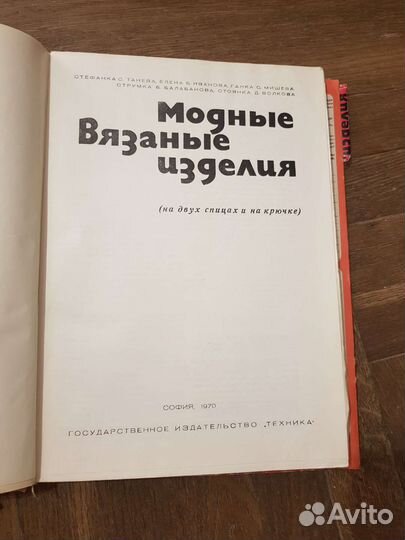 СТЕФАНКА С. ТАНЕВА, ЕЛЕНА Б. ИВАНОВА, ГАНКА С. МИШЕВА,
СТРУМКА Б. БАЛАБАНОВА, СТОЯНКА Д. ВОЛКОВА
Модные
Вязаные
изделия
(на двух спицах и на крючке)
СОФИЯ, 1970
ГОСУДАРСТВЕННОЕ ИЗДАТЕЛЬСТВО „ТЕХНИКА“
Avito